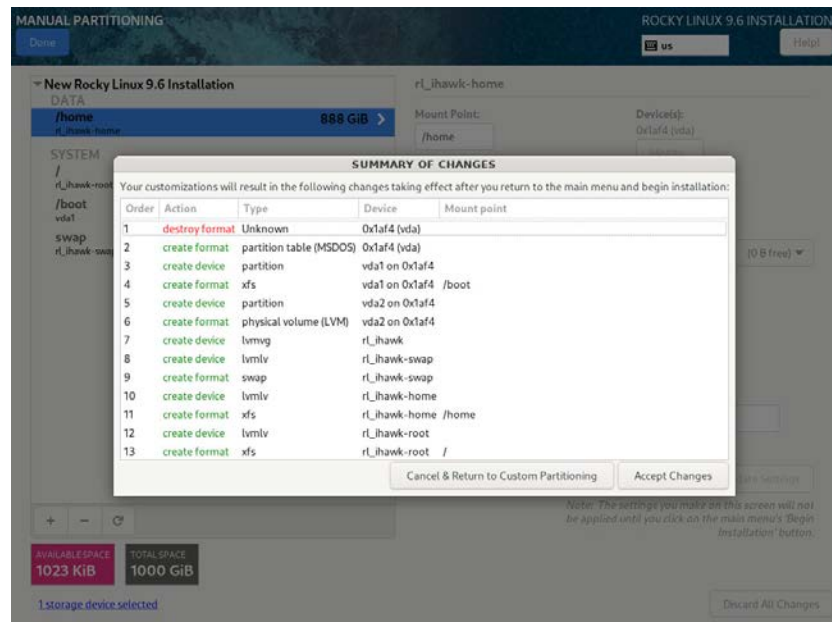 MANUAL PARTITIONING
ROCKY LINUX 9.6 INSTALLATION
Done
us
Help!
New Rocky Linux 9.6 Installation
DATA
/home
rl_ihawk-home
888 GiB
SYSTEM
/
rl_ihawk-root
/boot
vda1
swap
rl_ihawk-swap
rl_ihawk-home
Mount Point:
/home
Device(s):
0x1af4 (vda)
(0 B free)
SUMMARY OF CHANGES
Your customizations will result in the following changes taking effect after you return to the main menu and begin installation:
Order Action Type Device Mount point
1 destroy format Unknown 0x1af4 (vda)
2 create format partition table (MSDOS) 0x1af4 (vda)
3 create device partition vda1 on 0x1af4
4 create format xfs vda1 on 0x1af4 /boot
5 create device partition vda2 on 0x1af4
6 create format physical volume (LVM) vda2 on 0x1af4
7 create device lvmvg rl_ihawk
8 create device lvmlv rl_ihawk-swap
9 create format swap rl_ihawk-swap
10 create device lvmlv rl_ihawk-home
11 create format xfs rl_ihawk-home /home
12 create device lvmlv rl_ihawk-root
13 create format xfs rl_ihawk-root /
Cancel & Return to Custom Partitioning
Accept Changes
Settings
Note: The settings you make on this screen will not
be applied until you click on the main menu's 'Begin
Installation' button.
+ −
AVAILABLE SPACE
1023 KiB
TOTAL SPACE
1000 GiB
1 storage device selected
Discard All Changes